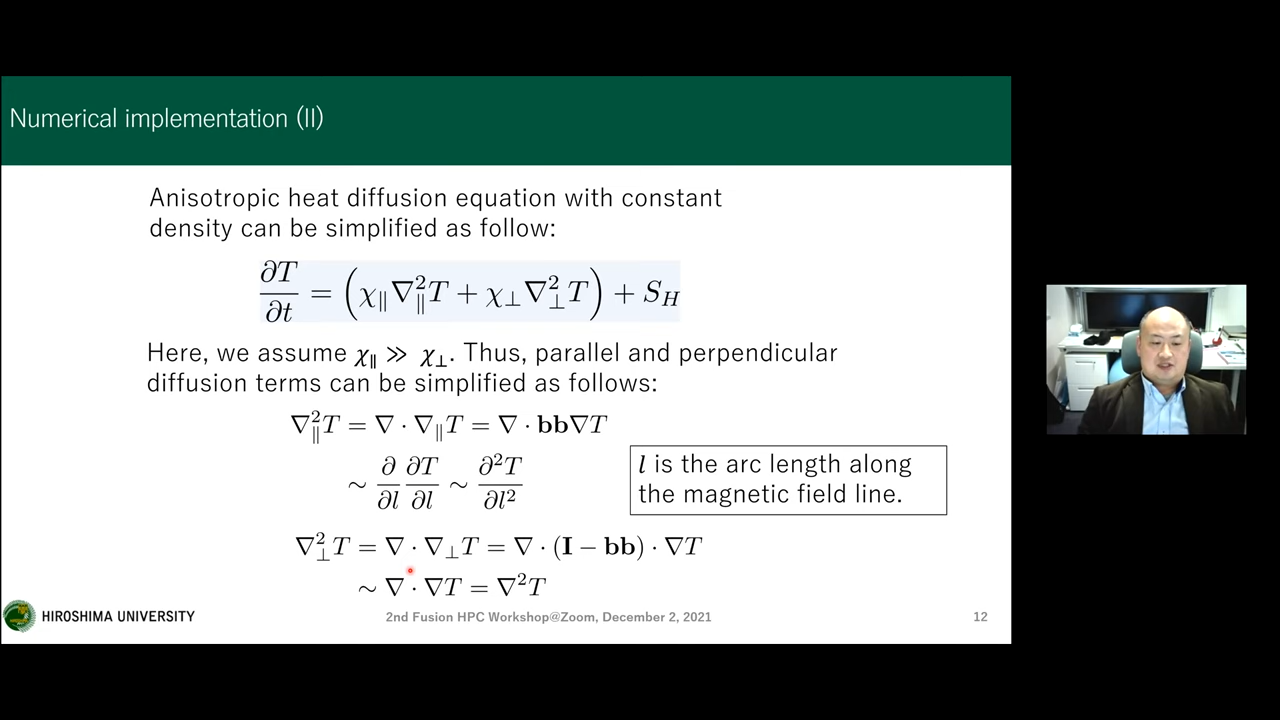 Numerical implementation (II)
Anisotropic heat diffusion equation with constant
density can be simplified as follow:
∂T/∂t = (χ∥∇²∥T + χ⊥∇²⊥T) + S_H
Here, we assume χ∥ ≫ χ⊥. Thus, parallel and perpendicular
diffusion terms can be simplified as follows:
∇²∥T = ∇ · ∇∥T = ∇ · bb∇T
∼ ∂/∂l ∂T/∂l ∼ ∂²T/∂l²
l is the arc length along
the magnetic field line.
∇²⊥T = ∇ · ∇⊥T = ∇ · (I − bb) · ∇T
∼ ∇ · ∇T = ∇²T
HIROSHIMA UNIVERSITY
2nd Fusion HPC Workshop@Zoom, December 2, 2021
12